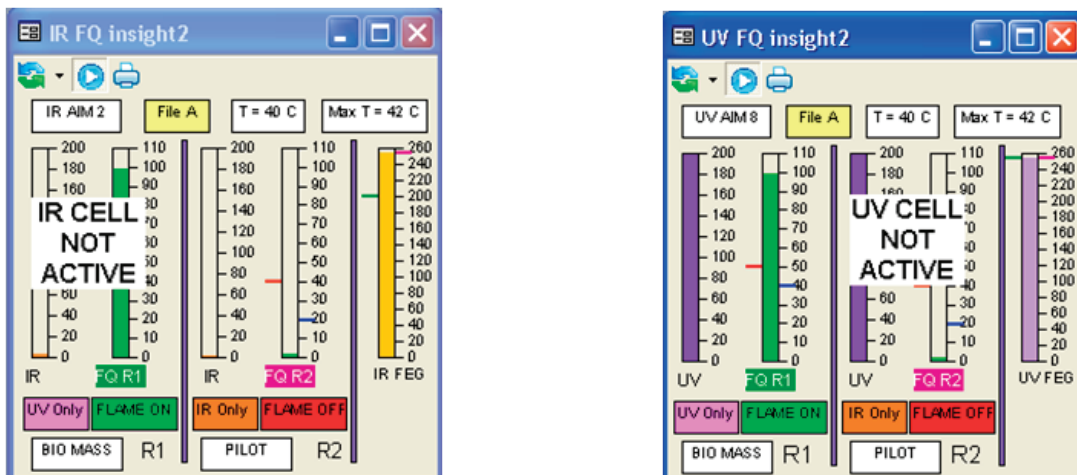 IR FQ insight2
IR AIM 2 File A T = 40 C Max T = 42 C
200 110 200 110 260
180 100 180 100 240
160 90 160 90 220
80 200
IR CELL 140 70 180
NOT 120 60 160
ACTIVE 100 50 140
80 40 120
60 40 60 30 100
40 30 40 20 80
20 20 20 10 60
0 10 0 0 40
0 20
0
IR FQ R1 IR FQ R2 IR FEG
UV Only FLAME ON IR Only FLAME OFF
BIO MASS R1 PILOT R2
UV FQ insight2
UV AIM 8 File A T = 40 C Max T = 42 C
200 110 200 110 260
180 100 180 100 240
160 90 160 90 220
140 80 200
120 70 UV CELL 180
100 60 NOT 160
80 50 ACTIVE 140
60 40 60 40 120
40 30 40 30 100
20 20 20 20 80
0 10 0 10 60
0 0 40
20
0
UV FQ R1 UV FQ R2 UV FEG
UV Only FLAME ON IR Only FLAME OFF
BIO MASS R1 PILOT R2